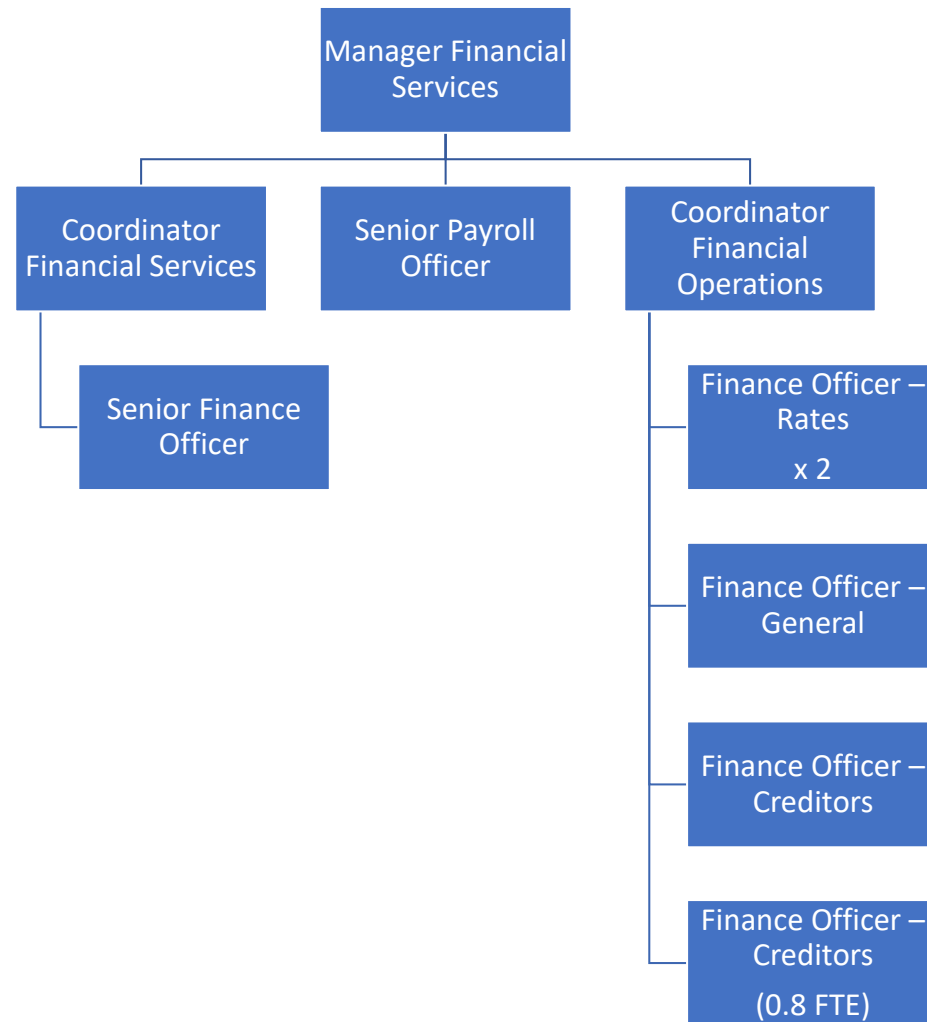 Manager Financial
Services
Coordinator
Financial Services
Senior Payroll
Officer
Coordinator
Financial
Operations
Senior Finance
Officer
Finance Officer –
Rates
x 2
Finance Officer –
General
Finance Officer –
Creditors
Finance Officer –
Creditors
(0.8 FTE)